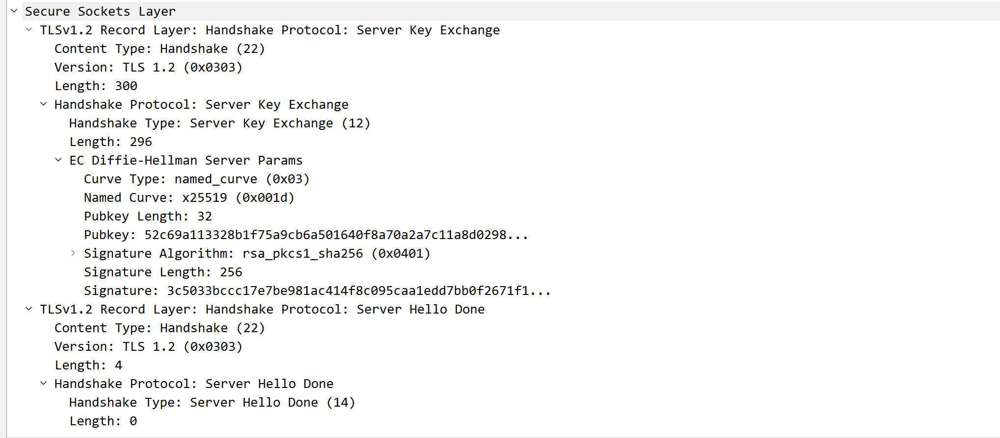 Secure Sockets Layer
TLSv1.2 Record Layer: Handshake Protocol: Server Key Exchange
Content Type: Handshake (22)
Version: TLS 1.2 (0x0303)
Length: 300
Handshake Protocol: Server Key Exchange
Handshake Type: Server Key Exchange (12)
Length: 296
EC Diffie-Hellman Server Params
Curve Type: named_curve (0x03)
Named Curve: x25519 (0x001d)
Pubkey Length: 32
Pubkey: 52c69a113328b1f75a9cb6a501640f8a70a2a7c11a8d0298...
Signature Algorithm: rsa_pkcs1_sha256 (0x0401)
Signature Length: 256
Signature: 3c5033bccc17e7be981ac414f8c095caa1edd7bb0f2671f1...
TLSv1.2 Record Layer: Handshake Protocol: Server Hello Done
Content Type: Handshake (22)
Version: TLS 1.2 (0x0303)
Length: 4
Handshake Protocol: Server Hello Done
Handshake Type: Server Hello Done (14)
Length: 0